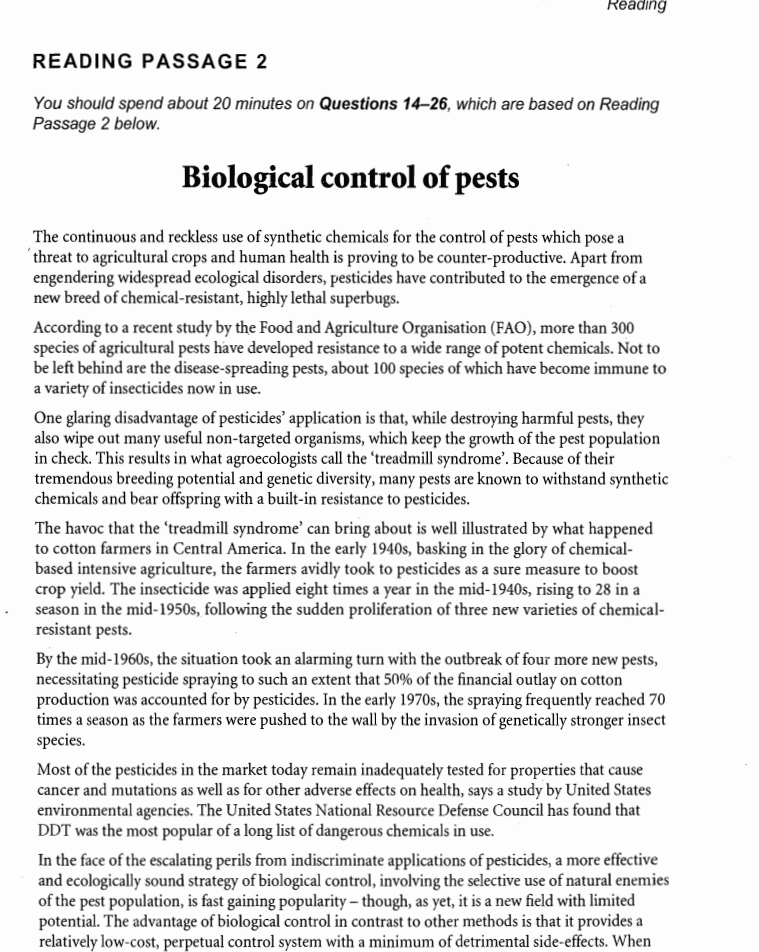 Reading
READING PASSAGE 2
You should spend about 20 minutes on Questions 14–26, which are based on Reading
Passage 2 below.
Biological control of pests
The continuous and reckless use of synthetic chemicals for the control of pests which pose a
threat to agricultural crops and human health is proving to be counter-productive. Apart from
engendering widespread ecological disorders, pesticides have contributed to the emergence of a
new breed of chemical-resistant, highly lethal superbugs.
According to a recent study by the Food and Agriculture Organisation (FAO), more than 300
species of agricultural pests have developed resistance to a wide range of potent chemicals. Not to
be left behind are the disease-spreading pests, about 100 species of which have become immune to
a variety of insecticides now in use.
One glaring disadvantage of pesticides' application is that, while destroying harmful pests, they
also wipe out many useful non-targeted organisms, which keep the growth of the pest population
in check. This results in what agroecologists call the 'treadmill syndrome'. Because of their
tremendous breeding potential and genetic diversity, many pests are known to withstand synthetic
chemicals and bear offspring with a built-in resistance to pesticides.
The havoc that the 'treadmill syndrome' can bring about is well illustrated by what happened
to cotton farmers in Central America. In the early 1940s, basking in the glory of chemical-
based intensive agriculture, the farmers avidly took to pesticides as a sure measure to boost
crop yield. The insecticide was applied eight times a year in the mid-1940s, rising to 28 in a
season in the mid-1950s, following the sudden proliferation of three new varieties of chemical-
resistant pests.
By the mid-1960s, the situation took an alarming turn with the outbreak of four more new pests,
necessitating pesticide spraying to such an extent that 50% of the financial outlay on cotton
production was accounted for by pesticides. In the early 1970s, the spraying frequently reached 70
times a season as the farmers were pushed to the wall by the invasion of genetically stronger insect
species.
Most of the pesticides in the market today remain inadequately tested for properties that cause
cancer and mutations as well as for other adverse effects on health, says a study by United States
environmental agencies. The United States National Resource Defense Council has found that
DDT was the most popular of a long list of dangerous chemicals in use.
In the face of the escalating perils from indiscriminate applications of pesticides, a more effective
and ecologically sound strategy of biological control, involving the selective use of natural enemies
of the pest population, is fast gaining popularity – though, as yet, it is a new field with limited
potential. The advantage of biological control in contrast to other methods is that it provides a
relatively low-cost, perpetual control system with a minimum of detrimental side-effects. When